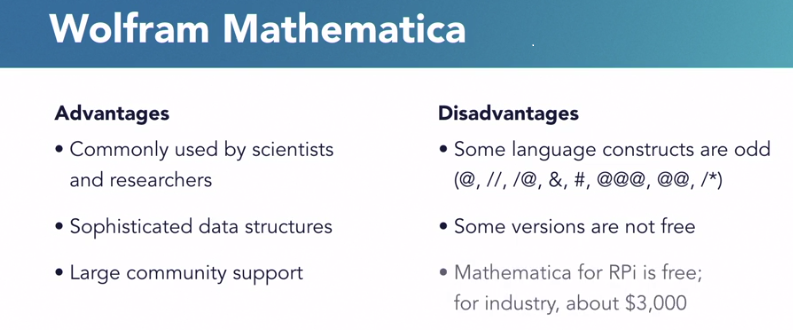 Wolfram Mathematica
Advantages
• Commonly used by scientists
and researchers
• Sophisticated data structures
• Large community support
Disadvantages
• Some language constructs are odd
(@, //, /@, &, #, @@@, @@, /*)
• Some versions are not free
• Mathematica for RPi is free;
for industry, about $3,000